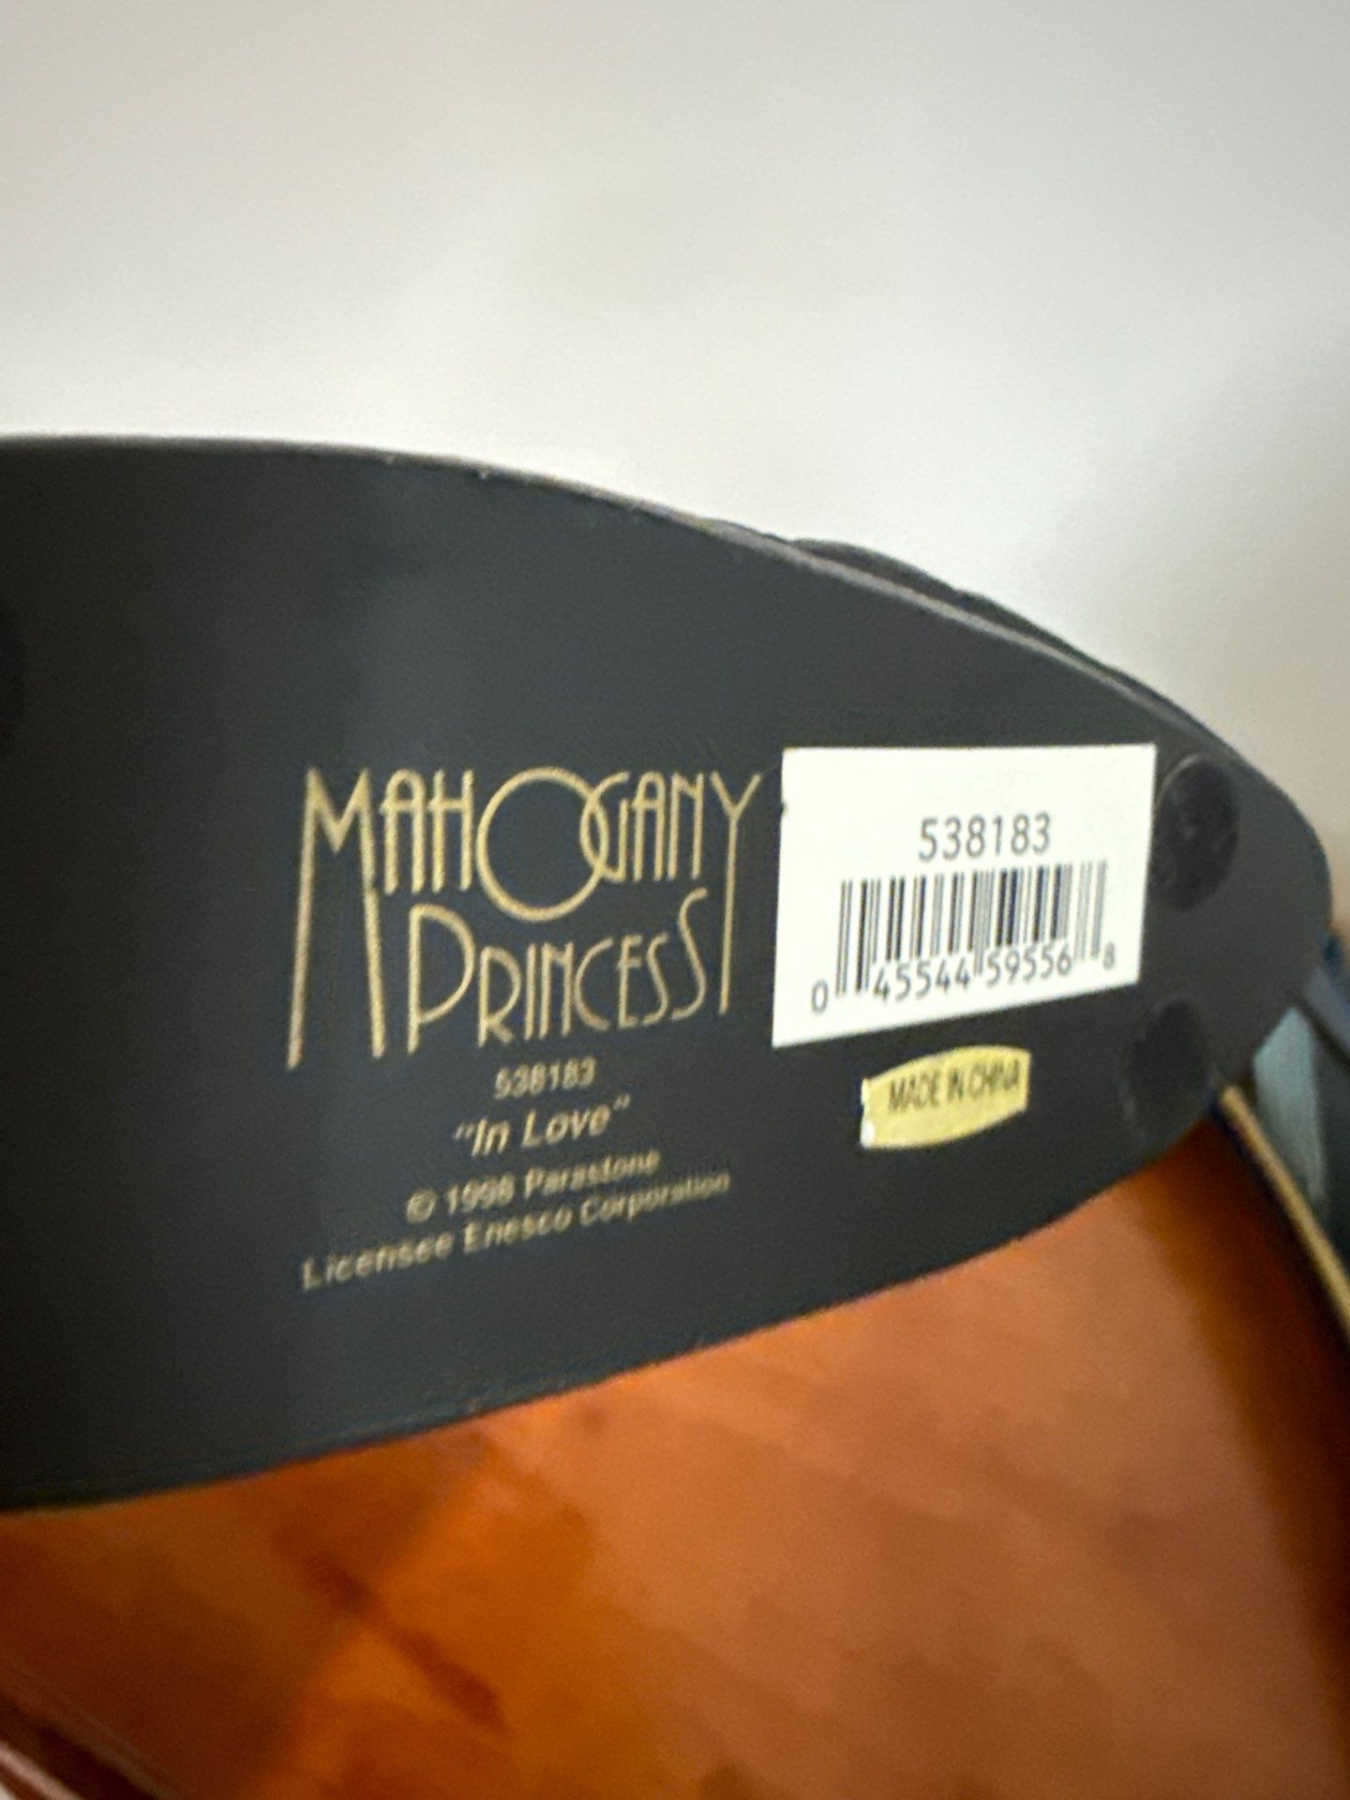 MAHOGANY
PRINCESS
538183
"In Love"
© 1998 Parastone
Licensee Enesco Corporation
538183
0 45544 59556 8
MADE IN CHINA